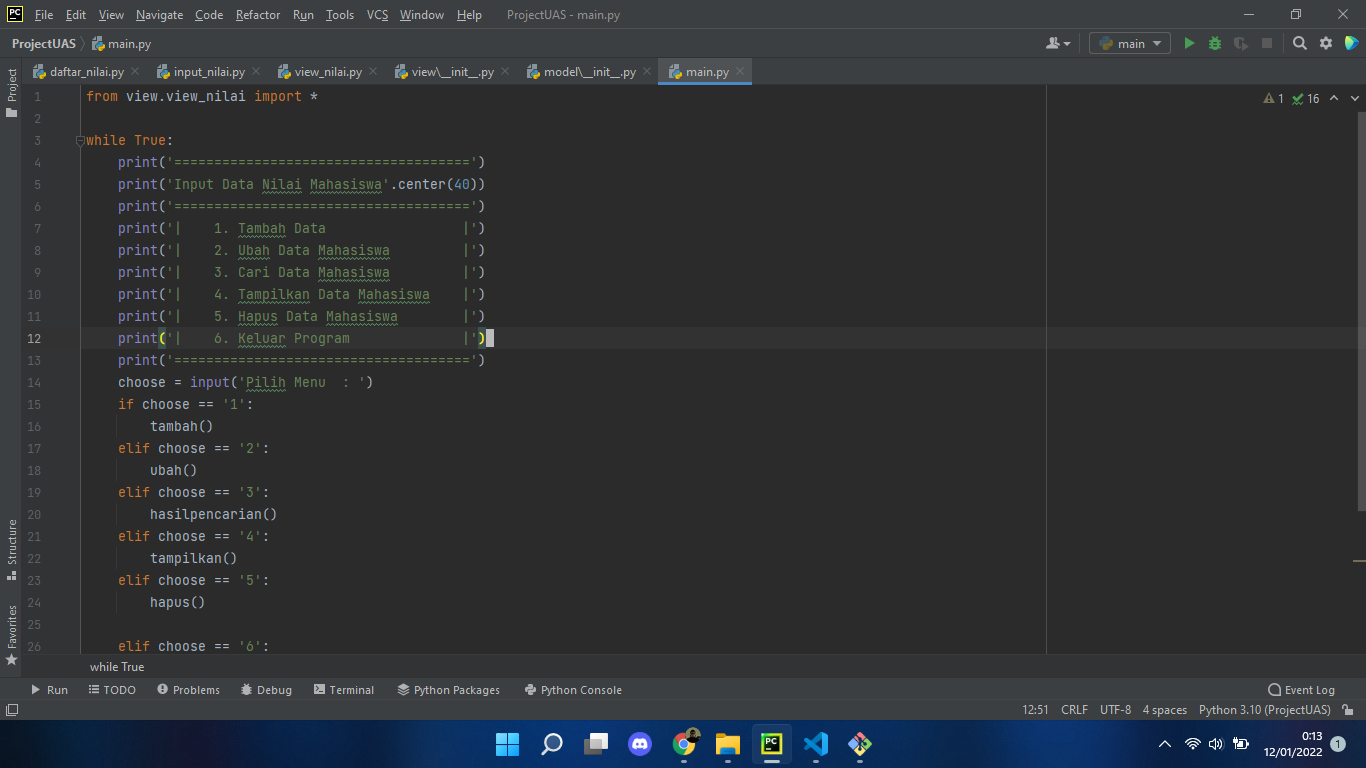 PC File Edit View Navigate Code Refactor Run Tools VCS Window Help ProjectUAS - main.py
ProjectUAS main.py main
daftar_nilai.py input_nilai.py view_nilai.py view\__init__.py model\__init__.py main.py
Project
1 from view.view_nilai import * 1 16
2
3 while True:
4 print('=====================================')
5 print('Input Data Nilai Mahasiswa'.center(40))
6 print('=====================================')
7 print('|    1. Tambah Data                 |')
8 print('|    2. Ubah Data Mahasiswa         |')
9 print('|    3. Cari Data Mahasiswa         |')
10 print('|    4. Tampilkan Data Mahasiswa    |')
11 print('|    5. Hapus Data Mahasiswa        |')
12 print('|    6. Keluar Program              |')
13 print('=====================================')
14 choose = input('Pilih Menu  : ')
15 if choose == '1':
16 tambah()
17 elif choose == '2':
18 ubah()
19 elif choose == '3':
20 hasilpencarian()
21 elif choose == '4':
22 tampilkan()
23 elif choose == '5':
24 hapus()
25
26 elif choose == '6':
Structure
Favorites
while True
Run TODO Problems Debug Terminal Python Packages Python Console Event Log
12:51 CRLF UTF-8 4 spaces Python 3.10 (ProjectUAS)
PC
0:13
12/01/2022
1